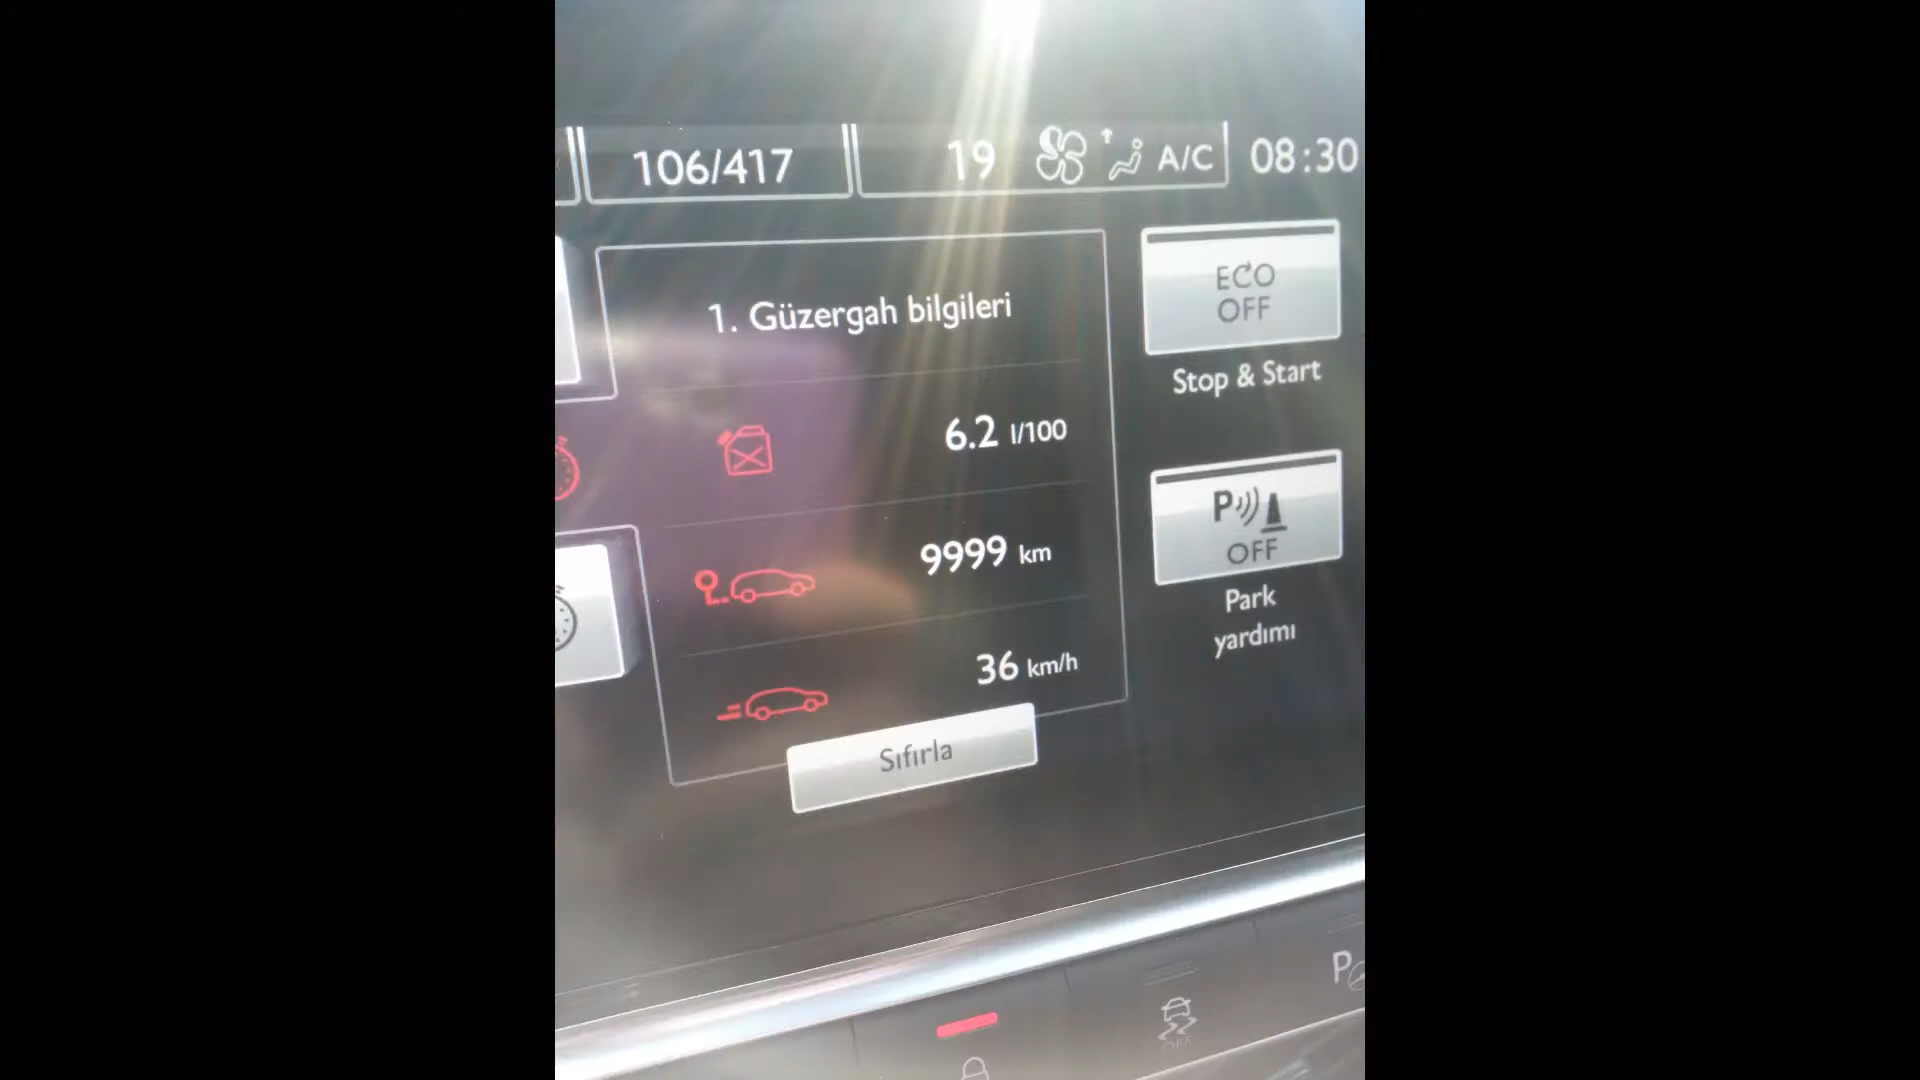 106/417
19 A/C 08:30
1. Güzergah bilgileri
6.2 l/100
9999 km
36 km/h
Sıfırla
ECO
OFF
Stop & Start
P
OFF
Park
yardımı
OFF
P